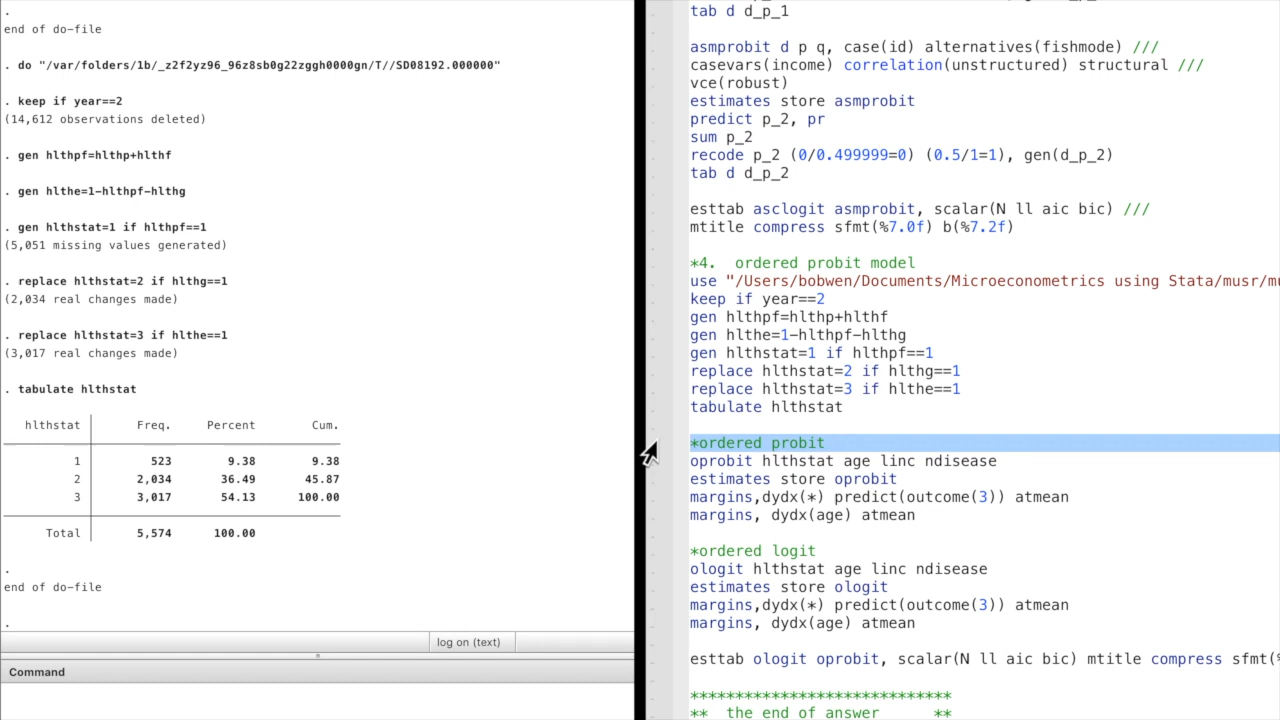 .
end of do-file
. do "/var/folders/1b/_z2f2yz96_96z8sb0g22zggh0000gn/T//SD08192.000000"
. keep if year==2
(14,612 observations deleted)
. gen hlthpf=hlthp+hlthf
. gen hlthe=1-hlthpf-hlthg
. gen hlthstat=1 if hlthpf==1
(5,051 missing values generated)
. replace hlthstat=2 if hlthg==1
(2,034 real changes made)
. replace hlthstat=3 if hlthe==1
(3,017 real changes made)
. tabulate hlthstat
hlthstat Freq. Percent Cum.
1 523 9.38 9.38
2 2,034 36.49 45.87
3 3,017 54.13 100.00
Total 5,574 100.00
.
end of do-file
.
log on (text)
Command
tab d d_p_1
asmprobit d p q, case(id) alternatives(fishmode) ///
casevars(income) correlation(unstructured) structural ///
vce(robust)
estimates store asmprobit
predict p_2, pr
sum p_2
recode p_2 (0/0.499999=0) (0.5/1=1), gen(d_p_2)
tab d d_p_2
esttab asclogit asmprobit, scalar(N ll aic bic) ///
mtitle compress sfmt(%7.0f) b(%7.2f)
*4.  ordered probit model
use "/Users/bobwen/Documents/Microeconometrics using Stata/musr/
keep if year==2
gen hlthpf=hlthp+hlthf
gen hlthe=1-hlthpf-hlthg
gen hlthstat=1 if hlthpf==1
replace hlthstat=2 if hlthg==1
replace hlthstat=3 if hlthe==1
tabulate hlthstat
*ordered probit
oprobit hlthstat age linc ndisease
estimates store oprobit
margins,dydx(*) predict(outcome(3)) atmean
margins, dydx(age) atmean
*ordered logit
ologit hlthstat age linc ndisease
estimates store ologit
margins,dydx(*) predict(outcome(3)) atmean
margins, dydx(age) atmean
esttab ologit oprobit, scalar(N ll aic bic) mtitle compress sfmt(%
*****************************
**  the end of answer      **